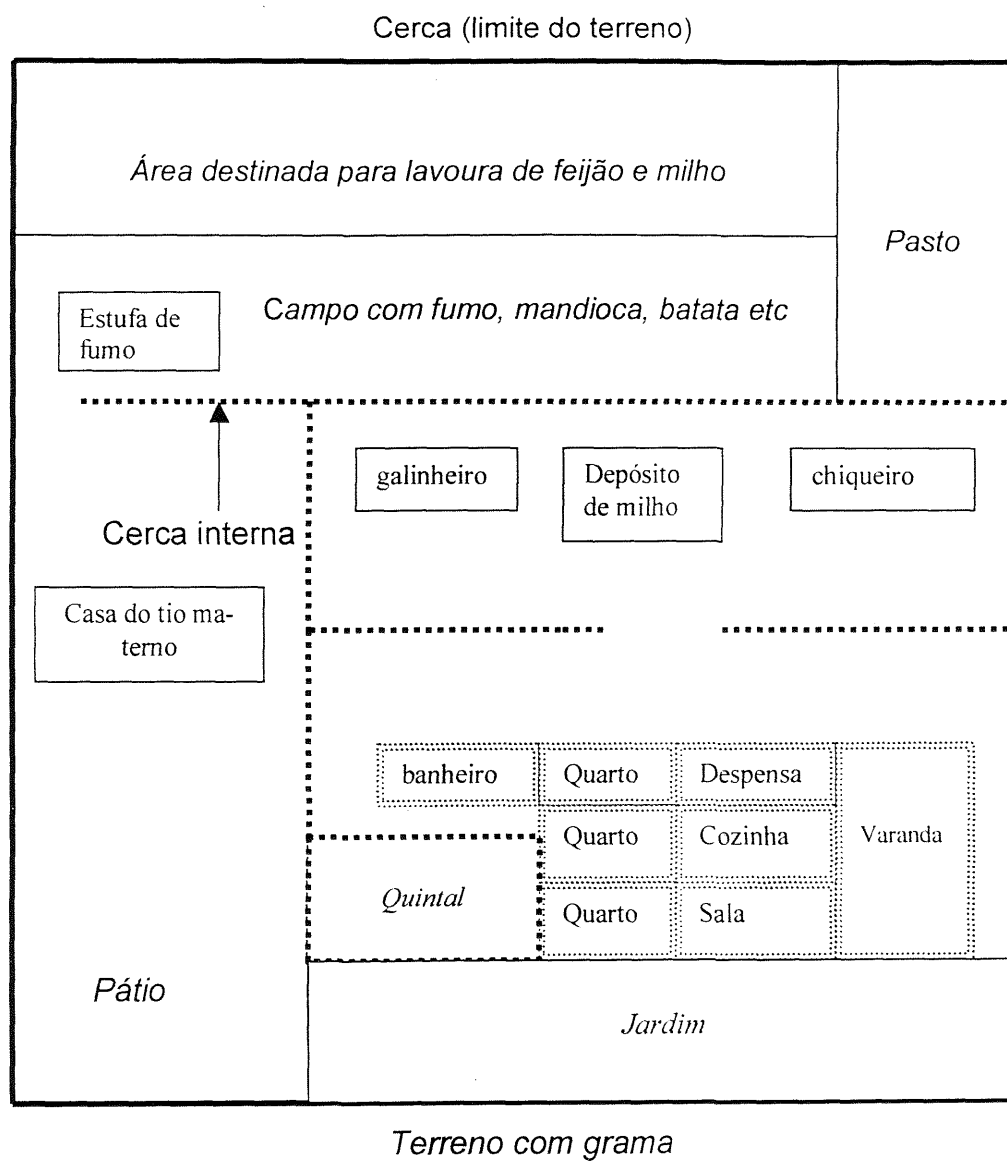 Cerca (limite do terreno)
Área destinada para lavoura de feijão e milho
Pasto
Campo com fumo, mandioca, batata etc
Estufa de
fumo
galinheiro
Depósito
de milho
chiqueiro
Cerca interna
Casa do tio ma-
terno
banheiro
Quarto
Despensa
Quarto
Cozinha
Varanda
Quintal
Quarto
Sala
Pátio
Jardim
Terreno com grama